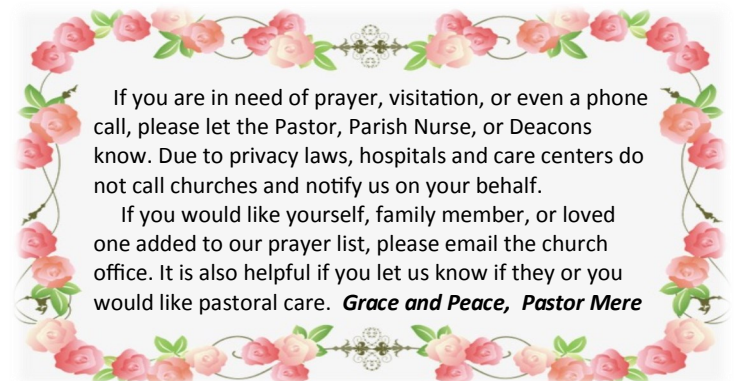 If you are in need of prayer, visitation, or even a phone
call, please let the Pastor, Parish Nurse, or Deacons
know. Due to privacy laws, hospitals and care centers do
not call churches and notify us on your behalf.
If you would like yourself, family member, or loved
one added to our prayer list, please email the church
office. It is also helpful if you let us know if they or you
would like pastoral care. Grace and Peace, Pastor Mere